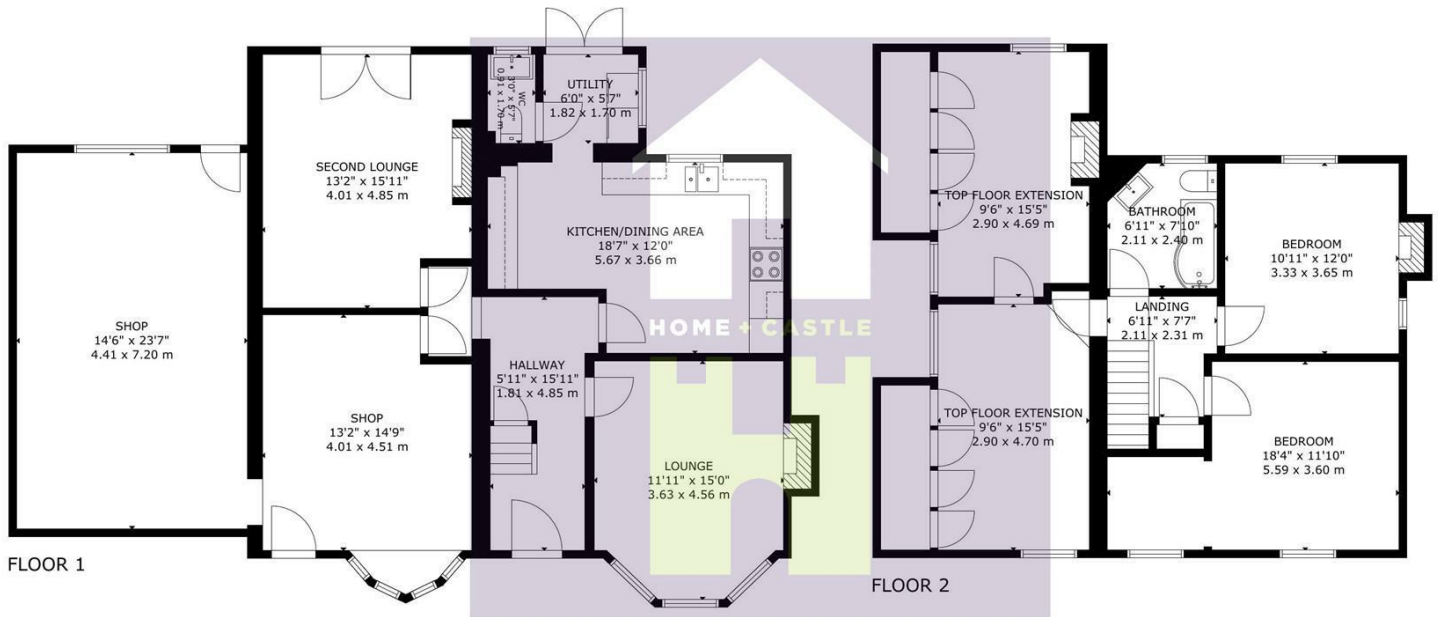 SHOP
14'6" x 23'7"
4.41 x 7.20 m
SECOND LOUNGE
13'2" x 15'11"
4.01 x 4.85 m
SHOP
13'2" x 14'9"
4.01 x 4.51 m
WC
3'0" x 5'7"
0.91 x 1.70 m
UTILITY
6'0" x 5'7"
1.82 x 1.70 m
KITCHEN/DINING AREA
18'7" x 12'0"
5.67 x 3.66 m
HALLWAY
5'11" x 15'11"
1.81 x 4.85 m
LOUNGE
11'11" x 15'0"
3.63 x 4.56 m
HOME + CASTLE
FLOOR 1
TOP FLOOR EXTENSION
9'6" x 15'5"
2.90 x 4.69 m
TOP FLOOR EXTENSION
9'6" x 15'5"
2.90 x 4.70 m
BATHROOM
6'11" x 7'10"
2.11 x 2.40 m
BEDROOM
10'11" x 12'0"
3.33 x 3.65 m
LANDING
6'11" x 7'7"
2.11 x 2.31 m
BEDROOM
18'4" x 11'10"
5.59 x 3.60 m
FLOOR 2